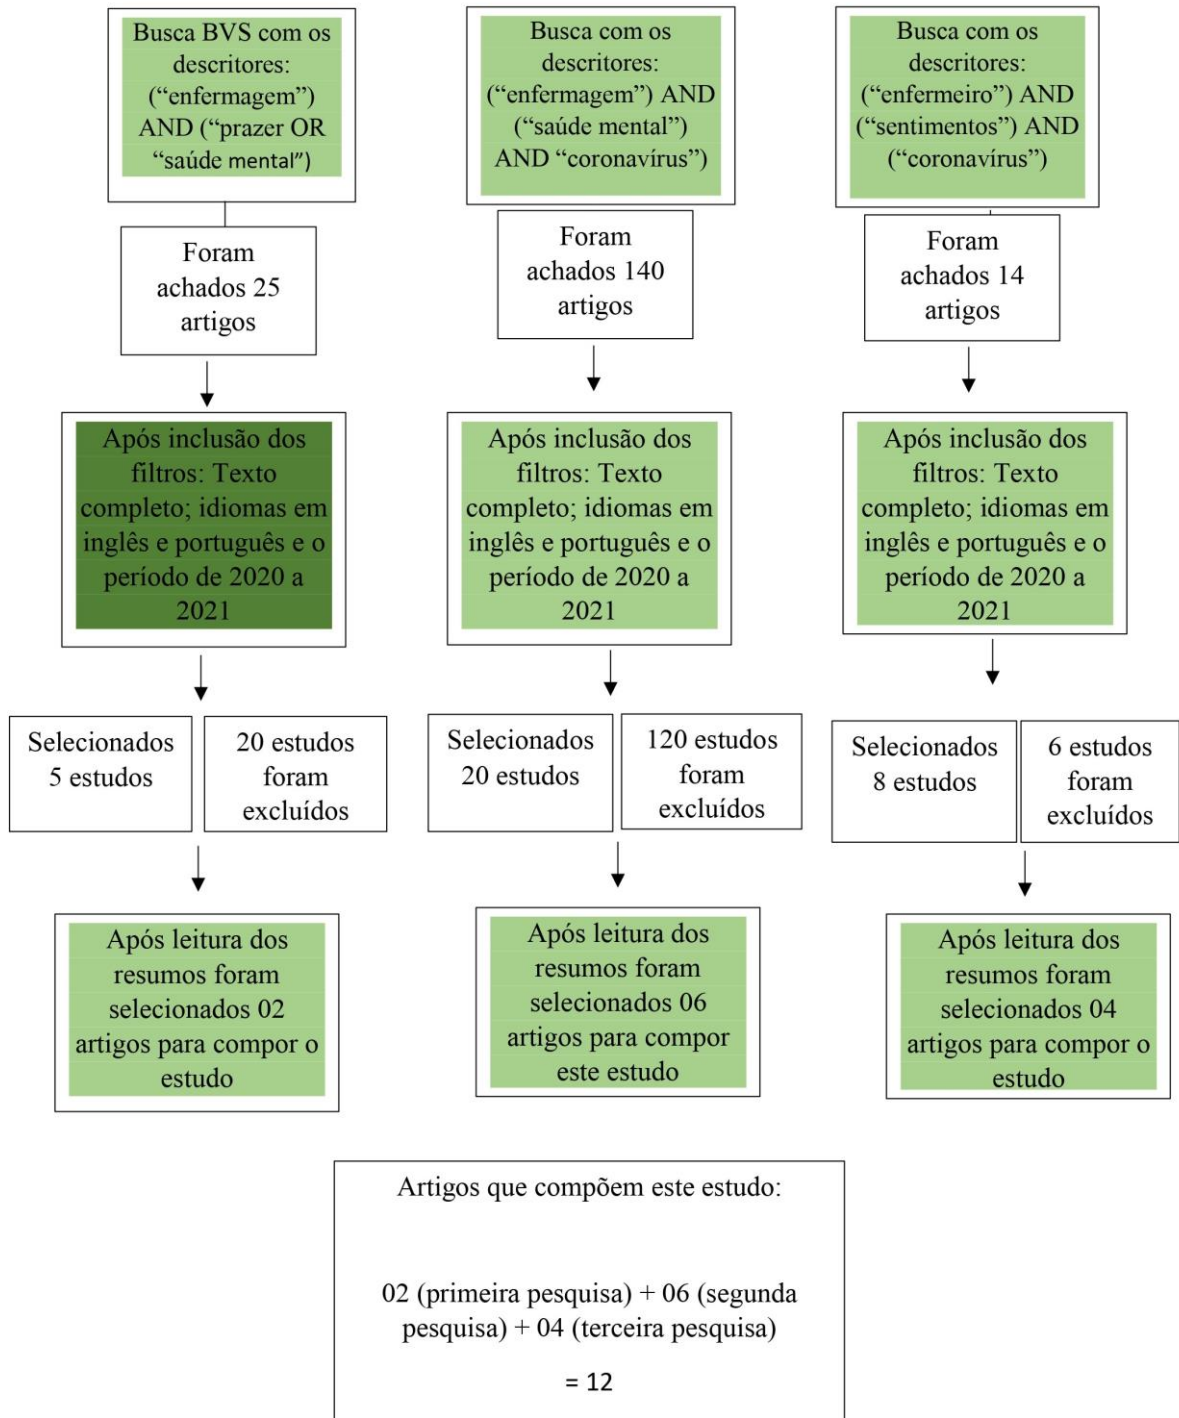 Busca BVS com os
descritores:
(“enfermagem”)
AND (“prazer OR
“saúde mental”)
Foram
achados 25
artigos
Após inclusão dos
filtros: Texto
completo; idiomas em
inglês e português e o
período de 2020 a
2021
Selecionados
5 estudos
20 estudos
foram
excluídos
Após leitura dos
resumos foram
selecionados 02
artigos para compor o
estudo
Busca com os
descritores:
(“enfermagem”) AND
(“saúde mental”)
AND “coronavírus”)
Foram
achados 140
artigos
Após inclusão dos
filtros: Texto
completo; idiomas em
inglês e português e o
período de 2020 a
2021
Selecionados
20 estudos
120 estudos
foram
excluídos
Após leitura dos
resumos foram
selecionados 06
artigos para compor
este estudo
Busca com os
descritores:
(“enfermeiro”) AND
(“sentimentos”) AND
(“coronavírus”)
Foram
achados 14
artigos
Após inclusão dos
filtros: Texto
completo; idiomas em
inglês e português e o
período de 2020 a
2021
Selecionados
8 estudos
6 estudos
foram
excluídos
Após leitura dos
resumos foram
selecionados 04
artigos para compor o
estudo
Artigos que compõem este estudo:
02 (primeira pesquisa) + 06 (segunda
pesquisa) + 04 (terceira pesquisa)
= 12